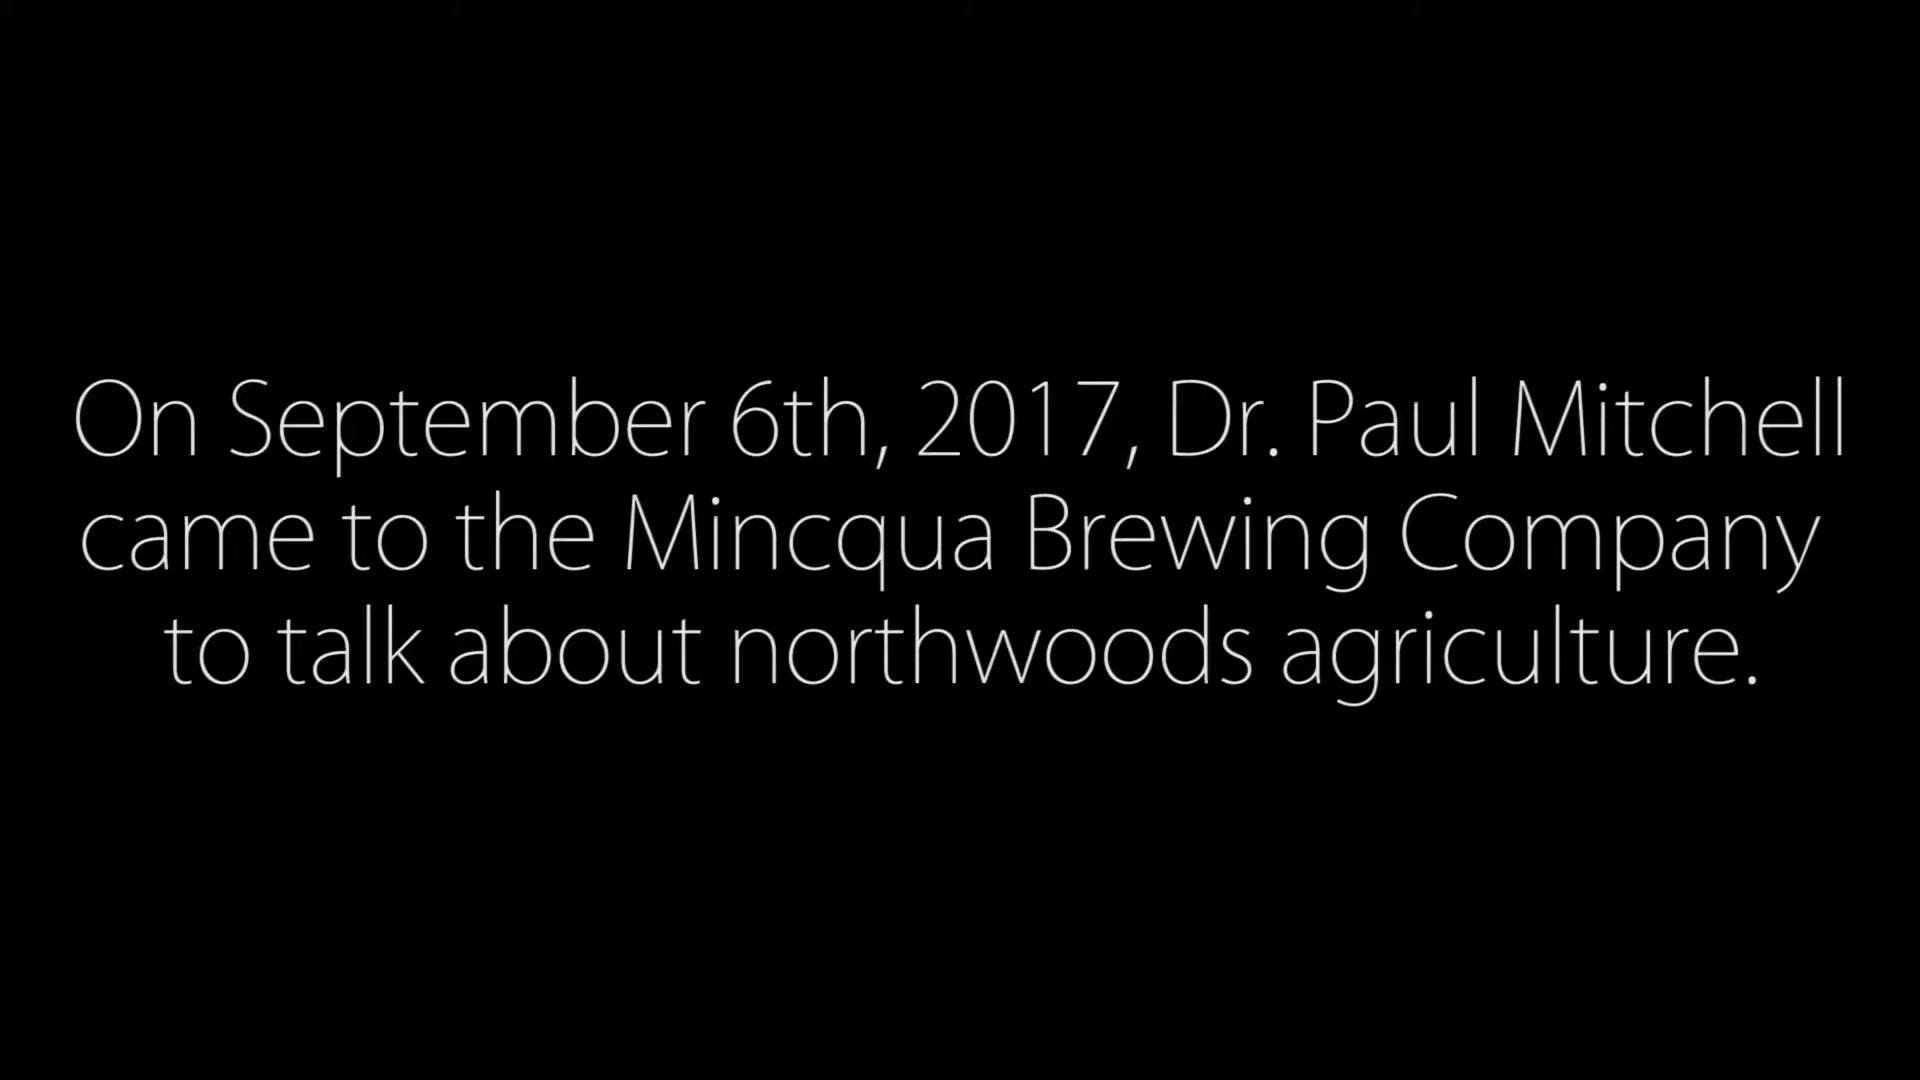 On September 6th, 2017, Dr. Paul Mitchell
came to the Mincqua Brewing Company
to talk about northwoods agriculture.